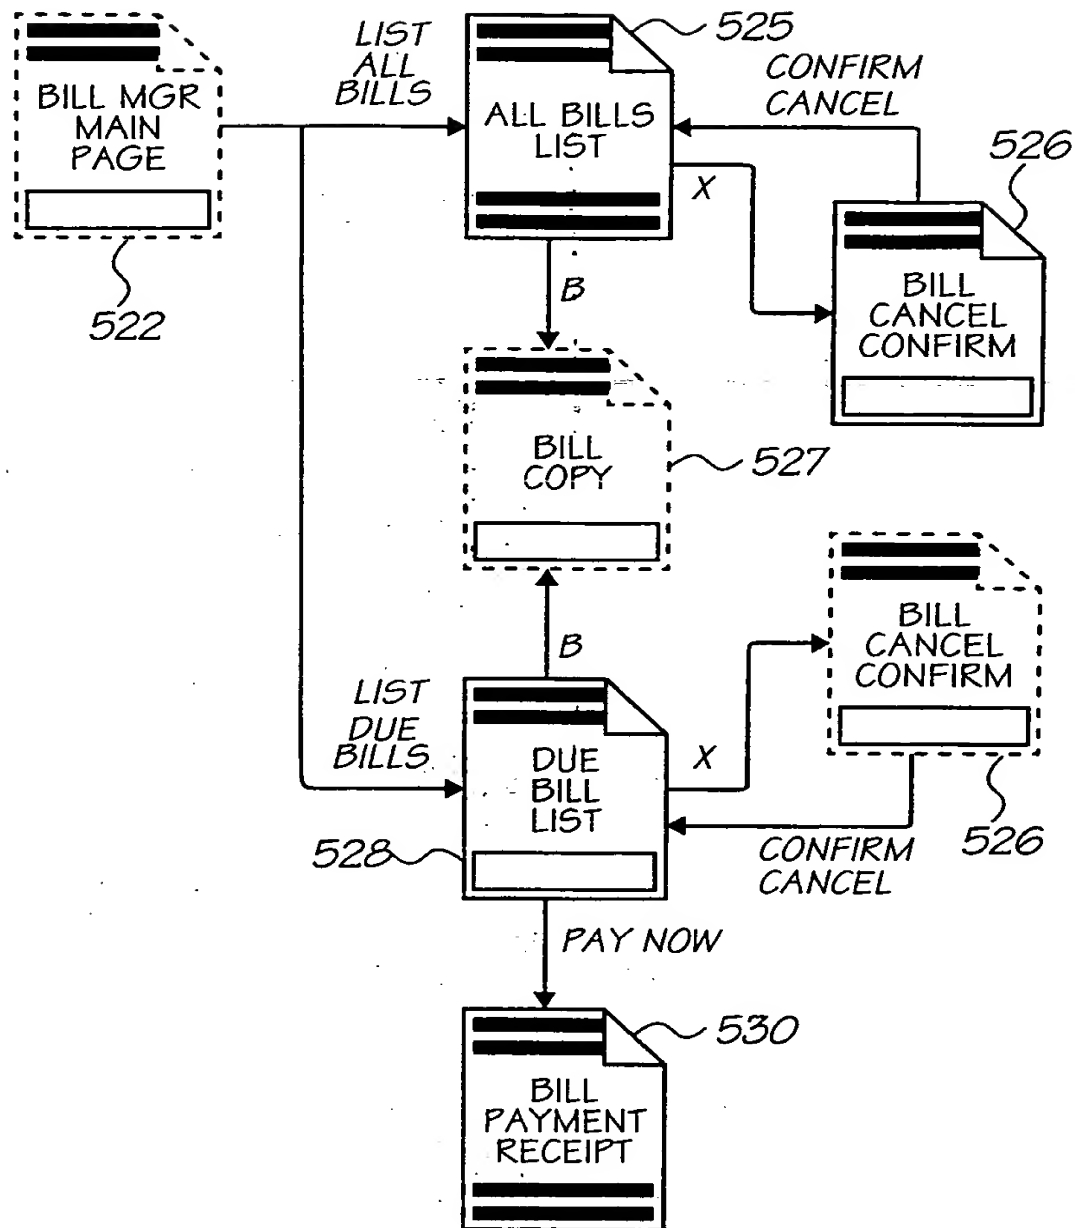 BILL MGR
MAIN
PAGE
522
LIST
ALL
BILLS
ALL BILLS
LIST
525
CONFIRM
CANCEL
X
526
BILL
CANCEL
CONFIRM
B
BILL
COPY
527
B
LIST
DUE
BILLS
DUE
BILL
LIST
528
X
BILL
CANCEL
CONFIRM
526
CONFIRM
CANCEL
PAY NOW
BILL
PAYMENT
RECEIPT
530